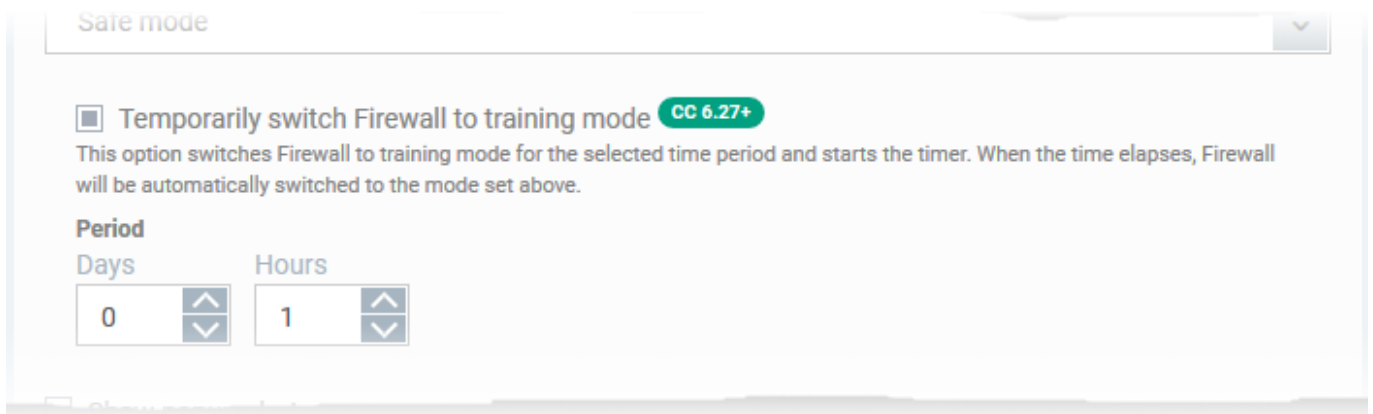 Safe mode
Temporarily switch Firewall to training mode CC 6.27+
This option switches Firewall to training mode for the selected time period and starts the timer. When the time elapses, Firewall
will be automatically switched to the mode set above.
Period
Days Hours
0 1